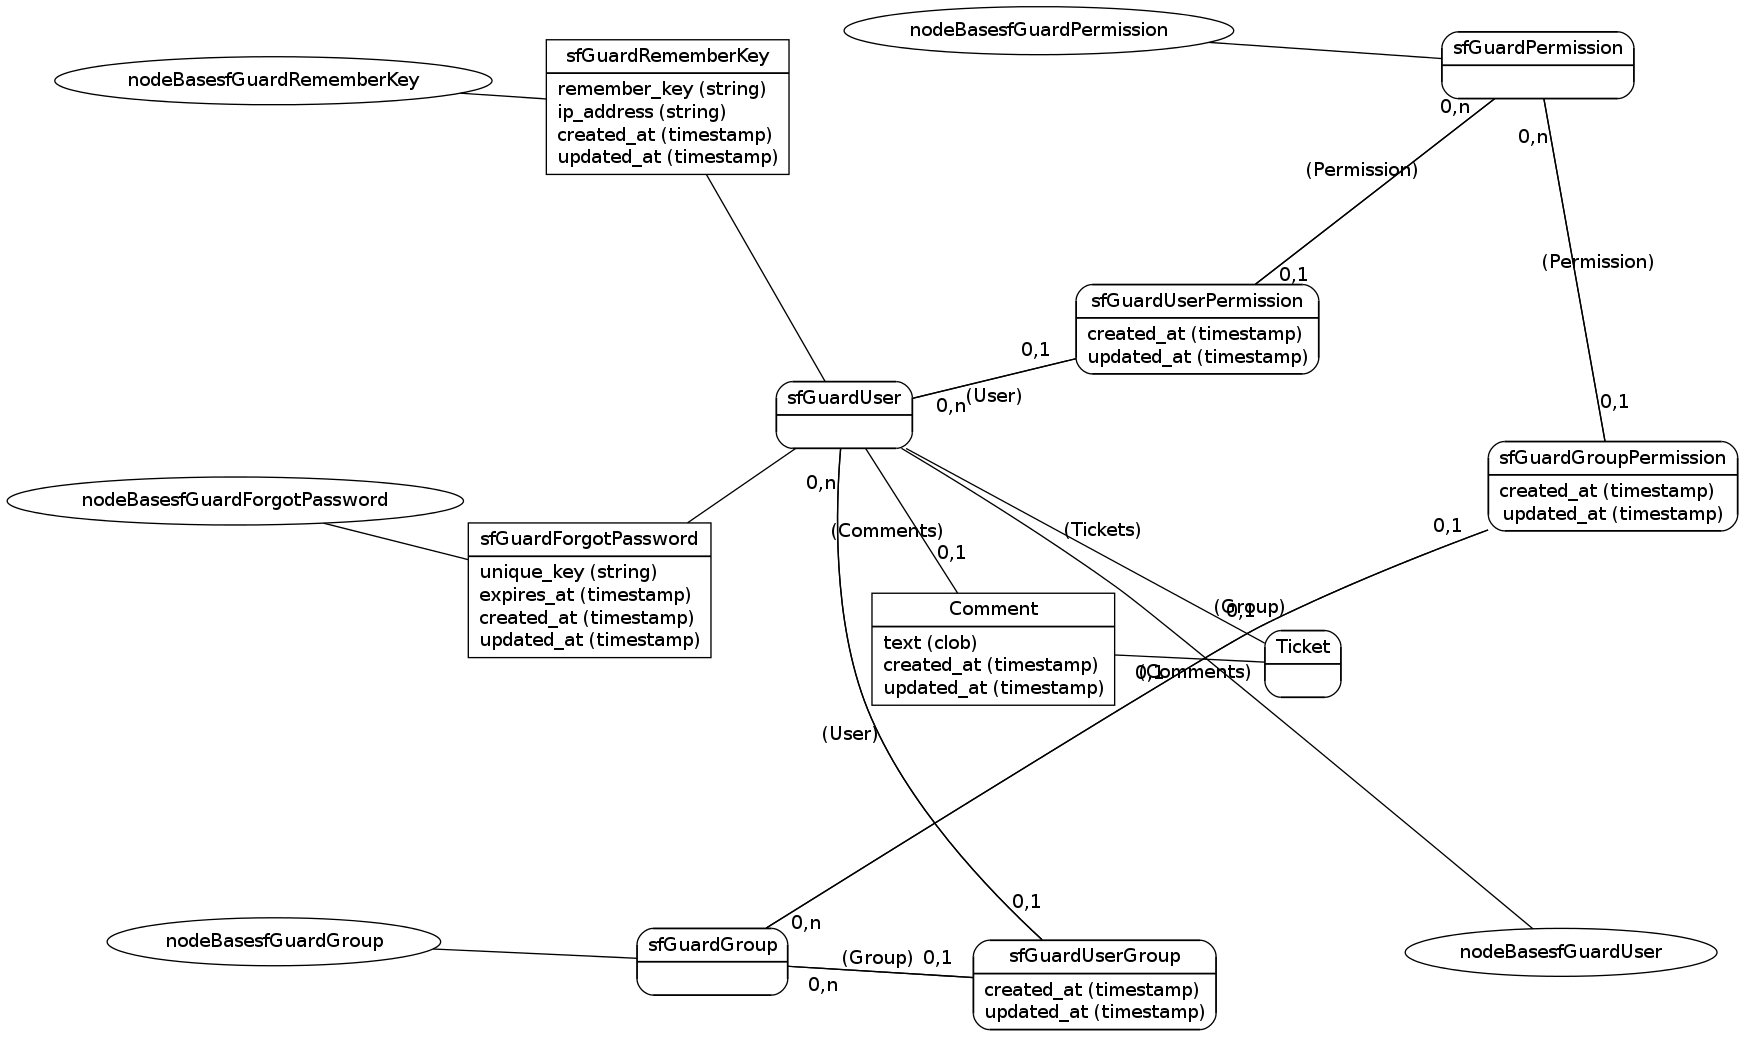 nodeBasesfGuardPermission
sfGuardPermission
sfGuardRememberKey
nodeBasesfGuardRememberKey
remember_key (string)
ip_address (string)
created_at (timestamp)
updated_at (timestamp)
0,n
0,n
(Permission)
(Permission)
0,1
sfGuardUserPermission
created_at (timestamp)
updated_at (timestamp)
0,1
(User)
0,n
sfGuardUser
0,1
sfGuardGroupPermission
created_at (timestamp)
updated_at (timestamp)
0,1
0,n
nodeBasesfGuardForgotPassword
sfGuardForgotPassword
unique_key (string)
expires_at (timestamp)
created_at (timestamp)
updated_at (timestamp)
(Comments)
(Tickets)
0,1
Comment
text (clob)
created_at (timestamp)
updated_at (timestamp)
(Group)
0,1
Ticket
0,1
(Comments)
(User)
0,1
0,n
nodeBasesfGuardGroup
sfGuardGroup
(Group)
0,1
0,n
sfGuardUserGroup
created_at (timestamp)
updated_at (timestamp)
nodeBasesfGuardUser